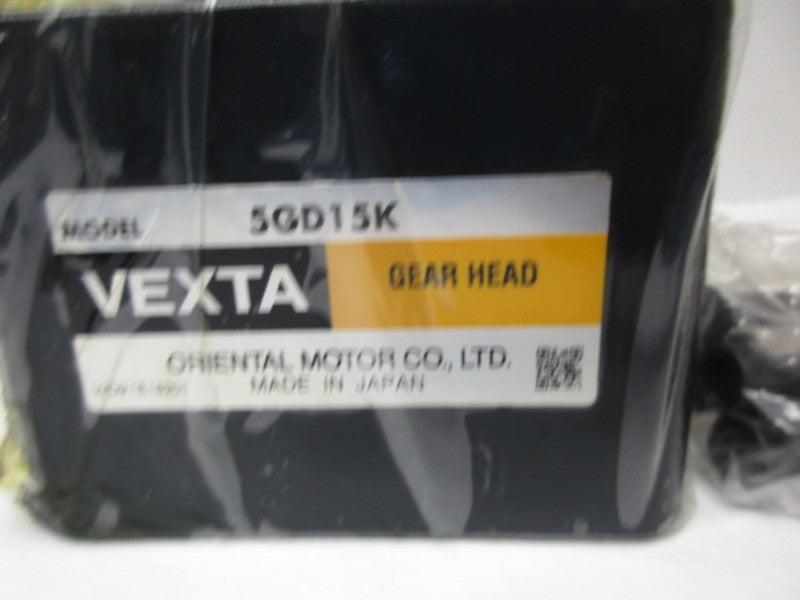 MODEL 5GD15K
VEXTA GEAR HEAD
ORIENTAL MOTOR CO., LTD.
MADE IN JAPAN